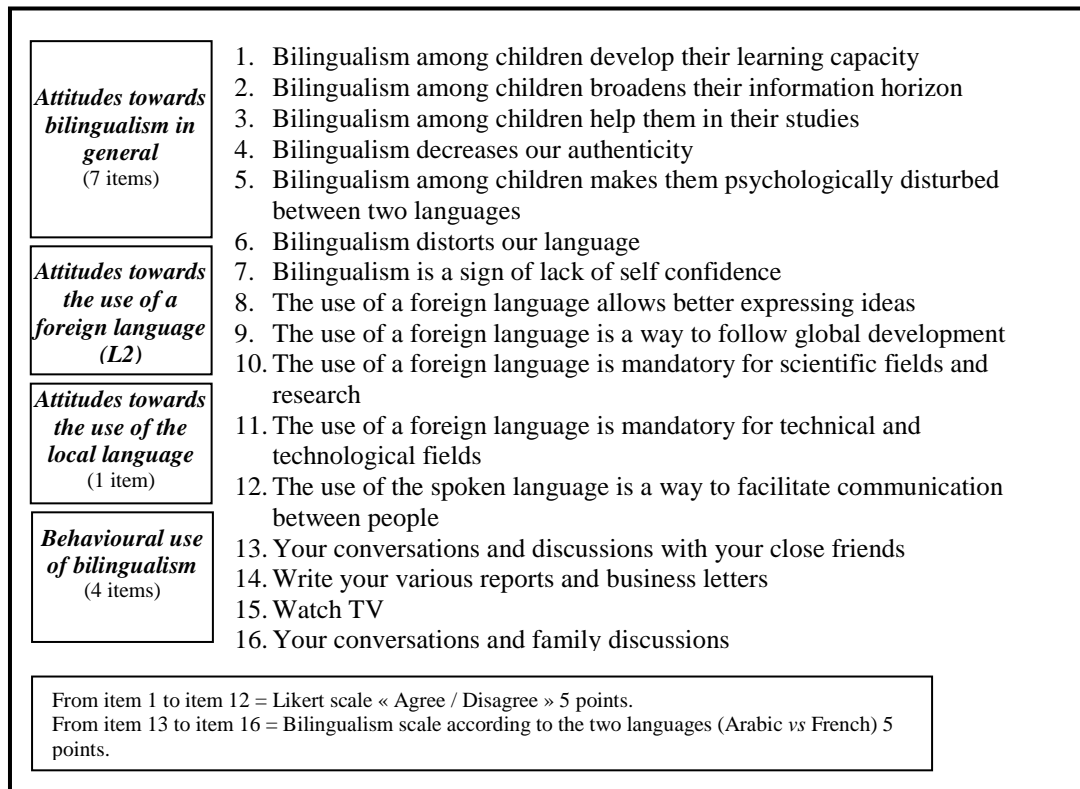 Attitudes towards
bilingualism in
general
(7 items)
1. Bilingualism among children develop their learning capacity
2. Bilingualism among children broadens their information horizon
3. Bilingualism among children help them in their studies
4. Bilingualism decreases our authenticity
5. Bilingualism among children makes them psychologically disturbed
between two languages
6. Bilingualism distorts our language
7. Bilingualism is a sign of lack of self confidence
Attitudes towards
the use of a
foreign language
(L2)
8. The use of a foreign language allows better expressing ideas
9. The use of a foreign language is a way to follow global development
10. The use of a foreign language is mandatory for scientific fields and
research
11. The use of a foreign language is mandatory for technical and
technological fields
Attitudes towards
the use of the
local language
(1 item)
12. The use of the spoken language is a way to facilitate communication
between people
Behavioural use
of bilingualism
(4 items)
13. Your conversations and discussions with your close friends
14. Write your various reports and business letters
15. Watch TV
16. Your conversations and family discussions
From item 1 to item 12 = Likert scale « Agree / Disagree » 5 points.
From item 13 to item 16 = Bilingualism scale according to the two languages (Arabic vs French) 5
points.